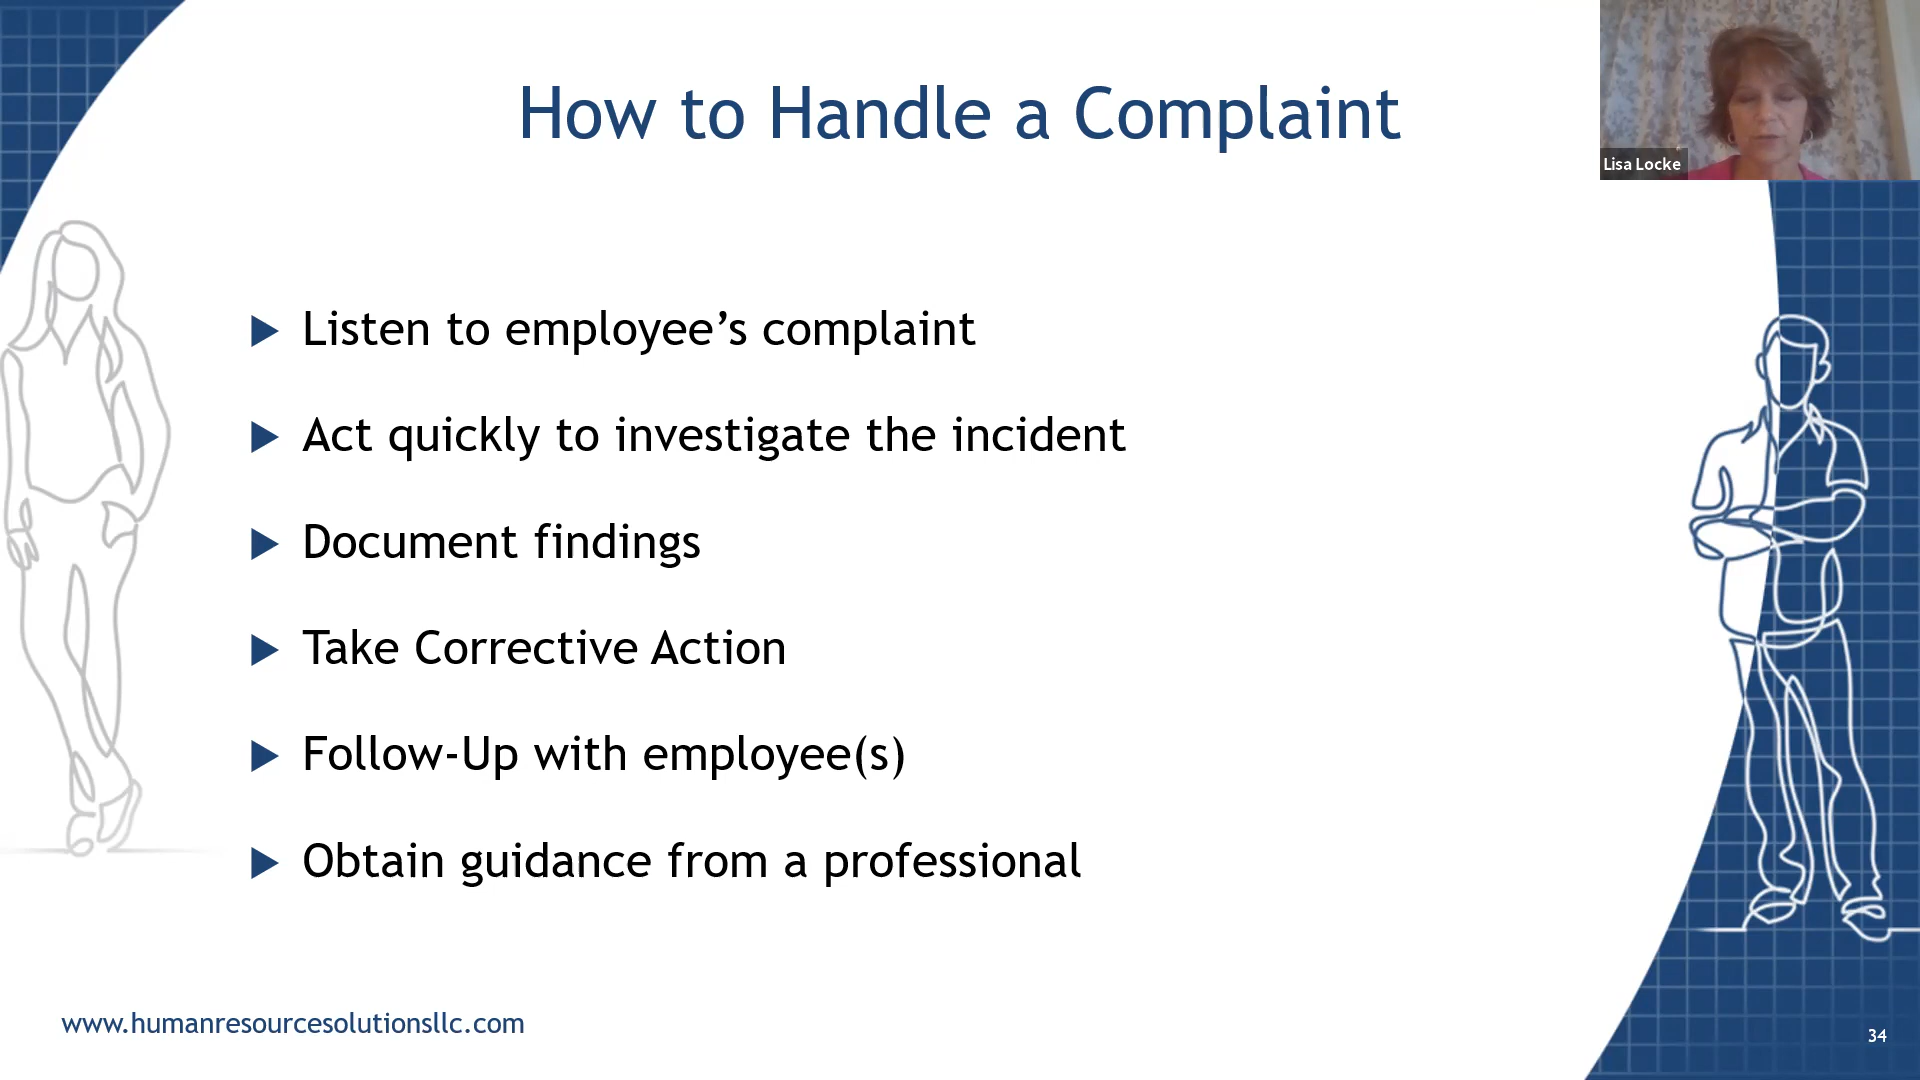 How to Handle a Complaint
Lisa Locke
Listen to employee’s complaint
Act quickly to investigate the incident
Document findings
Take Corrective Action
Follow-Up with employee(s)
Obtain guidance from a professional
www.humanresourcesolutionsllc.com
34